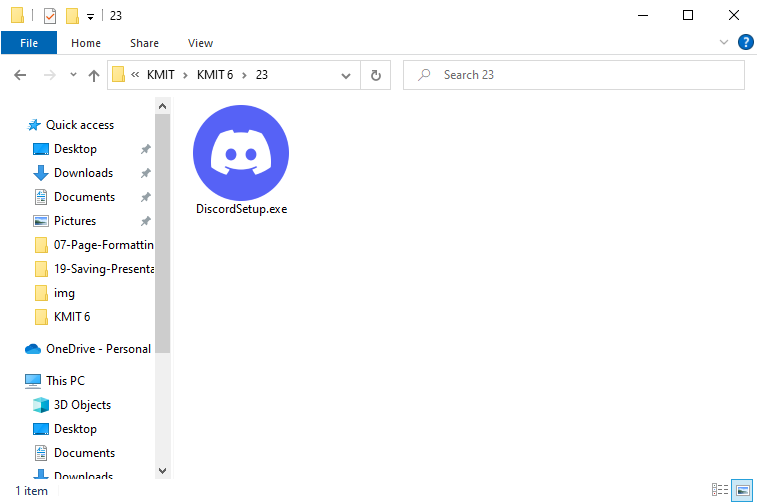 23
File Home Share View
« KMIT › KMIT 6 › 23 Search 23
Quick access
Desktop
Downloads
Documents
Pictures
07-Page-Formattin
19-Saving-Presenta
img
KMIT 6
OneDrive - Personal
This PC
3D Objects
Desktop
Documents
Downloads
DiscordSetup.exe
1 item